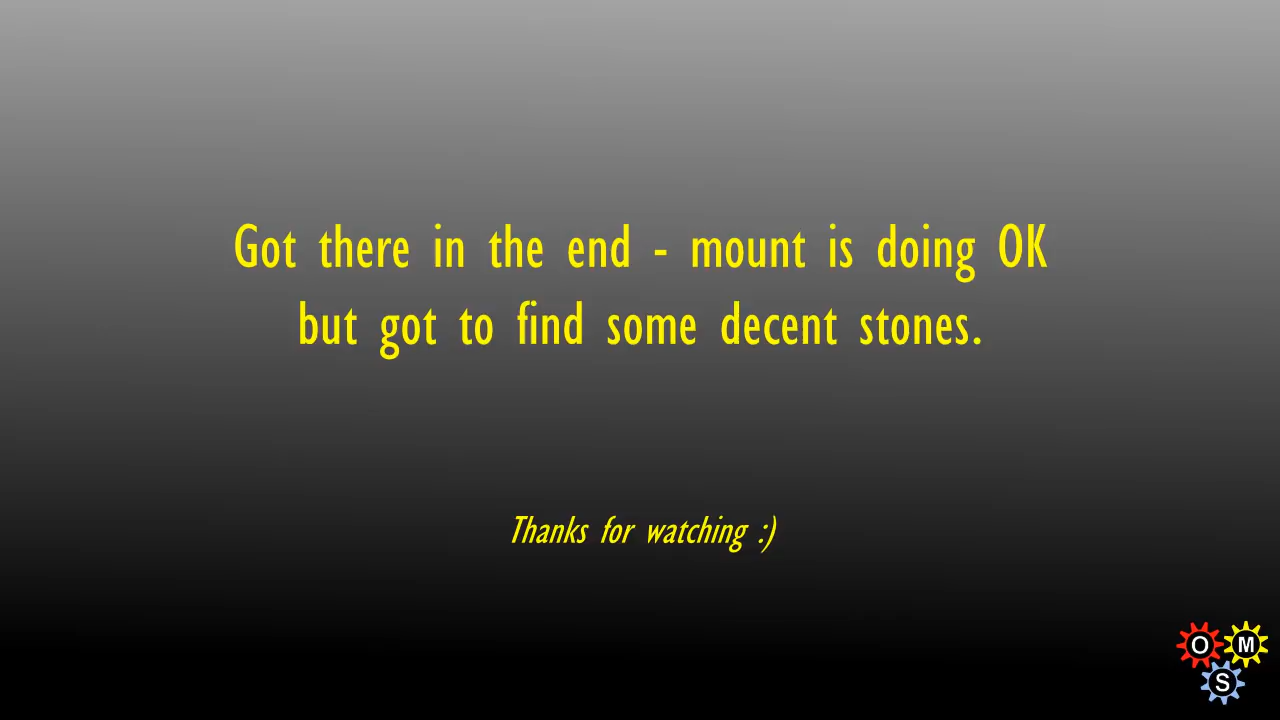 Got there in the end - mount is doing OK
but got to find some decent stones.
Thanks for watching :)
O M
S